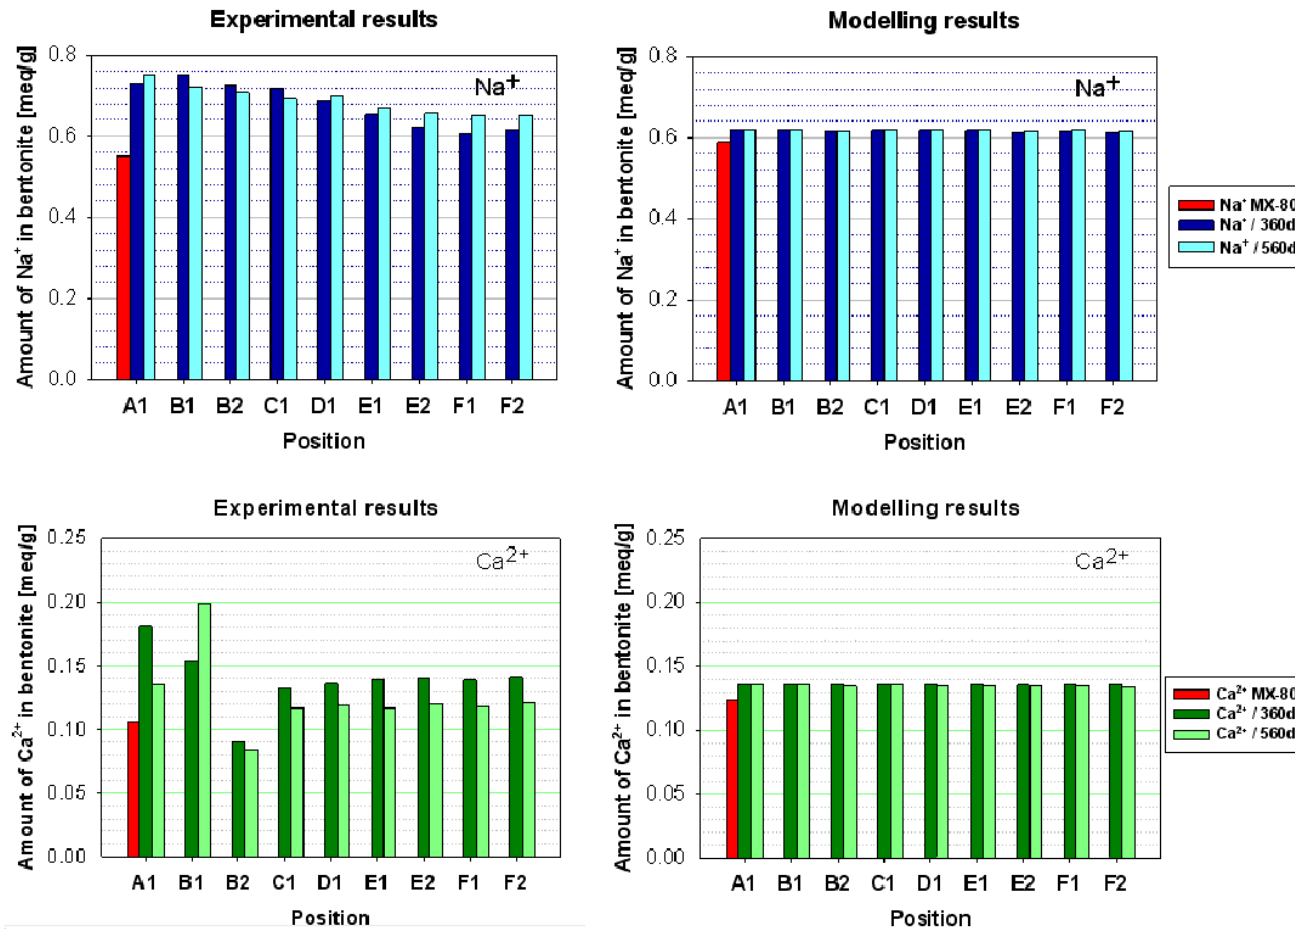 Experimental results
Amount of Na⁺ in bentonite [meq/g]
0.8
0.6
0.4
0.2
0.0
Na⁺
A1 B1 B2 C1 D1 E1 E2 F1 F2
Position
Modelling results
Amount of Na⁺ in bentonite [meq/g]
0.8
0.6
0.4
0.2
0.0
Na⁺
A1 B1 B2 C1 D1 E1 E2 F1 F2
Position
Na⁺ MX-80
Na⁺ / 360d
Na⁺ / 560d
Experimental results
Amount of Ca²⁺ in bentonite [meq/g]
0.25
0.20
0.15
0.10
0.05
0.00
Ca²⁺
A1 B1 B2 C1 D1 E1 E2 F1 F2
Position
Modelling results
Amount of Ca²⁺ in bentonite [meq/g]
0.25
0.20
0.15
0.10
0.05
0.00
Ca²⁺
A1 B1 B2 C1 D1 E1 E2 F1 F2
Position
Ca²⁺ MX-80
Ca²⁺ / 360d
Ca²⁺ / 560d